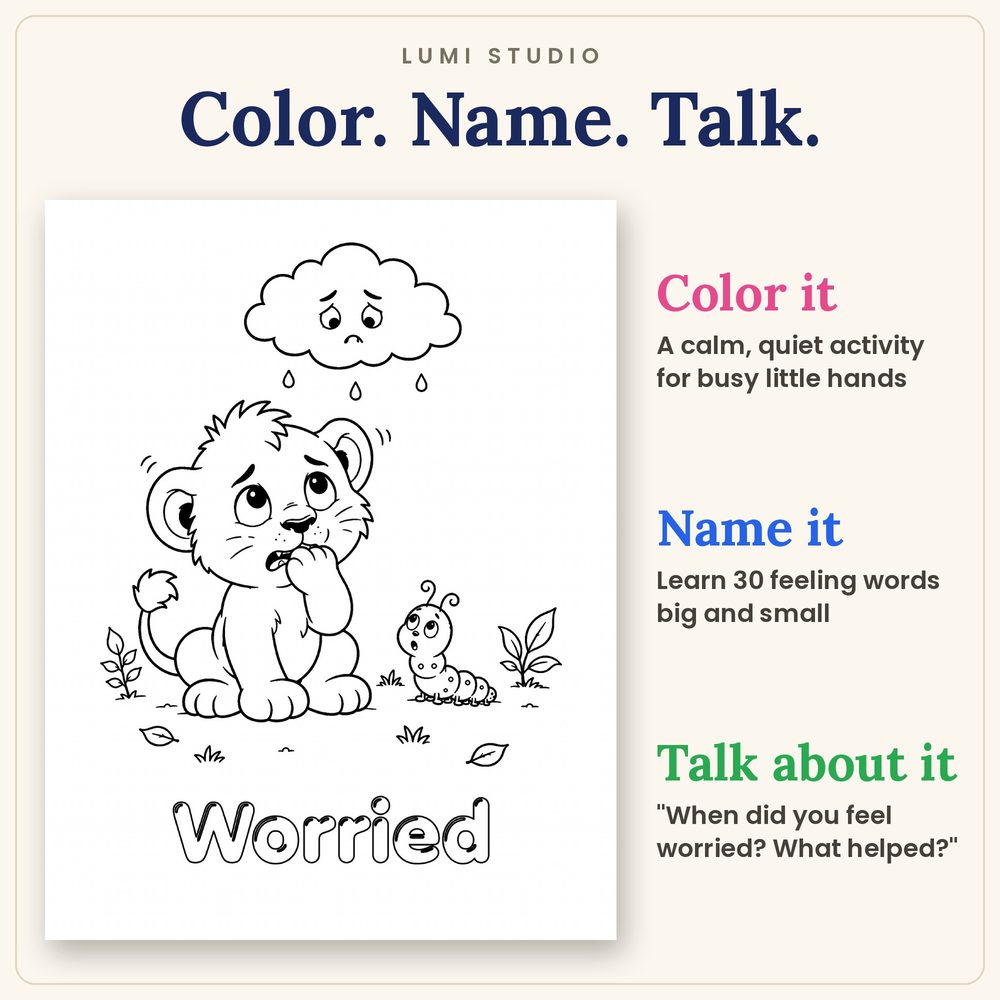 LUMI STUDIO
Color. Name. Talk.
Worried
Color it
A calm, quiet activity
for busy little hands
Name it
Learn 30 feeling words
big and small
Talk about it
"When did you feel
worried? What helped?"